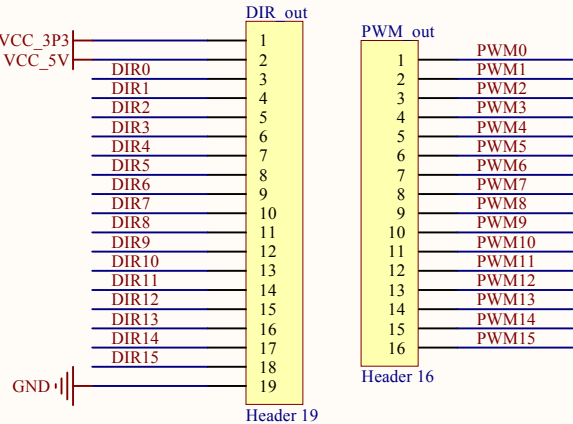 DIR_out
VCC_3P3 1
VCC_5V 2
DIR0 3
DIR1 4
DIR2 5
DIR3 6
DIR4 7
DIR5 8
DIR6 9
DIR7 10
DIR8 11
DIR9 12
DIR10 13
DIR11 14
DIR12 15
DIR13 16
DIR14 17
DIR15 18
GND 19
Header 19
PWM_out
1 PWM0
2 PWM1
3 PWM2
4 PWM3
5 PWM4
6 PWM5
7 PWM6
8 PWM7
9 PWM8
10 PWM9
11 PWM10
12 PWM11
13 PWM12
14 PWM13
15 PWM14
16 PWM15
Header 16